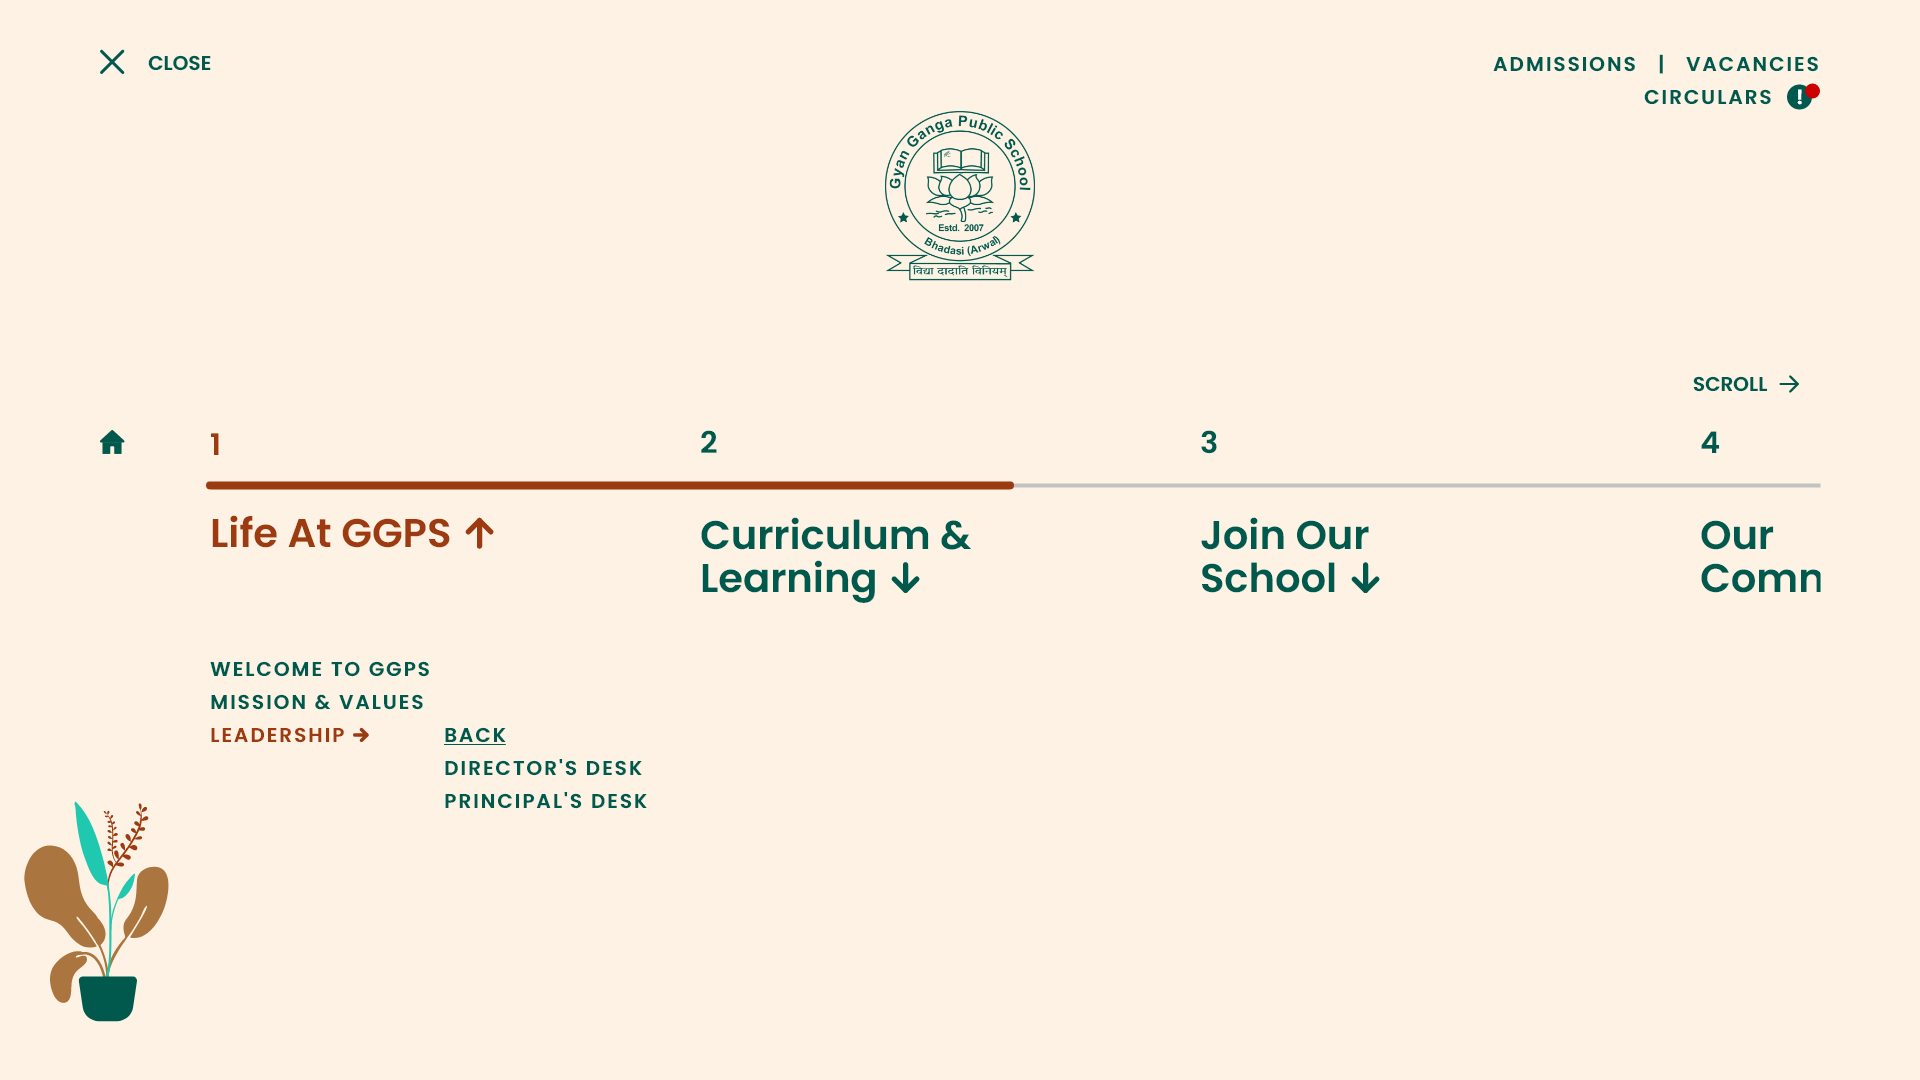 CLOSE
ADMISSIONS | VACANCIES
CIRCULARS
Gyan Ganga Public School
Estd. 2007
Bhadasi (Arwal)
विद्या दादाति विनियम्
SCROLL
1
2
3
4
Life At GGPS
Curriculum &
Learning
Join Our
School
Our
Comn
WELCOME TO GGPS
MISSION & VALUES
LEADERSHIP
BACK
DIRECTOR'S DESK
PRINCIPAL'S DESK